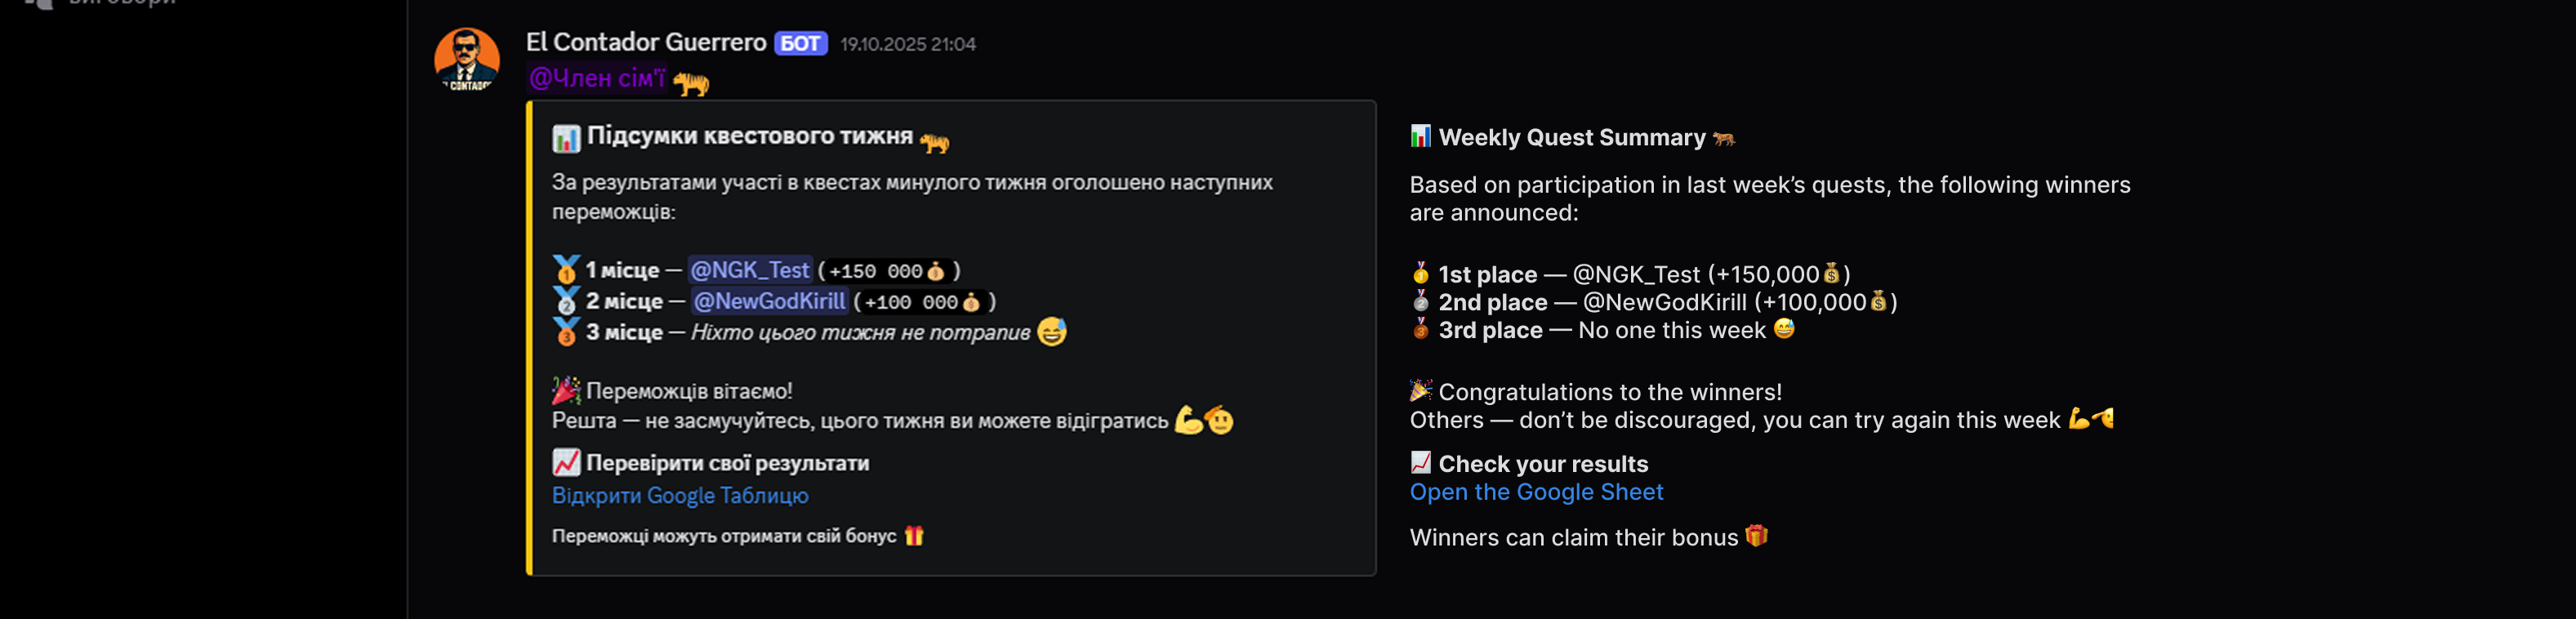 Виговори
El Contador Guerrero БОТ 19.10.2025 21:04
@Член сім'ї 🐅
EL CONTADOR
📊 Підсумки квестового тижня 🐅
За результатами участі в квестах минулого тижня оголошено наступних
переможців:
🥇 1 місце — @NGK_Test (+150 000💰)
🥈 2 місце — @NewGodKirill (+100 000💰)
🥉 3 місце — Ніхто цього тижня не потрапив 😅
🎉 Переможців вітаємо!
Решта — не засмучуйтесь, цього тижня ви можете відігратись 💪🫡
📈 Перевірити свої результати
Відкрити Google Таблицю
Переможці можуть отримати свій бонус 🎁
📊 Weekly Quest Summary 🐅
Based on participation in last week’s quests, the following winners
are announced:
🥇 1st place — @NGK_Test (+150,000💰)
🥈 2nd place — @NewGodKirill (+100,000💰)
🥉 3rd place — No one this week 😅
🎉 Congratulations to the winners!
Others — don’t be discouraged, you can try again this week 💪🫡
📈 Check your results
Open the Google Sheet
Winners can claim their bonus 🎁